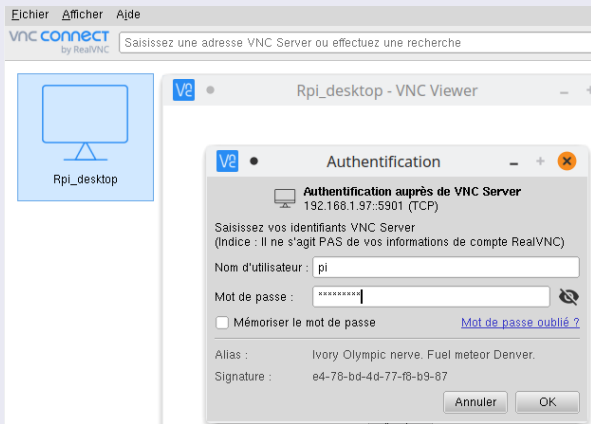 Fichier Afficher Aide
vnc connect
by RealVNC
Saisissez une adresse VNC Server ou effectuez une recherche
Rpi_desktop
V2 Rpi_desktop - VNC Viewer
V2 Authentification
Authentification auprès de VNC Server
192.168.1.97::5901 (TCP)
Saisissez vos identifiants VNC Server
(Indice : Il ne s'agit PAS de vos informations de compte RealVNC)
Nom d'utilisateur : pi
Mot de passe : *********
Mémoriser le mot de passe Mot de passe oublié ?
Alias : Ivory Olympic nerve. Fuel meteor Denver.
Signature : e4-78-bd-4d-77-f8-b9-87
Annuler OK